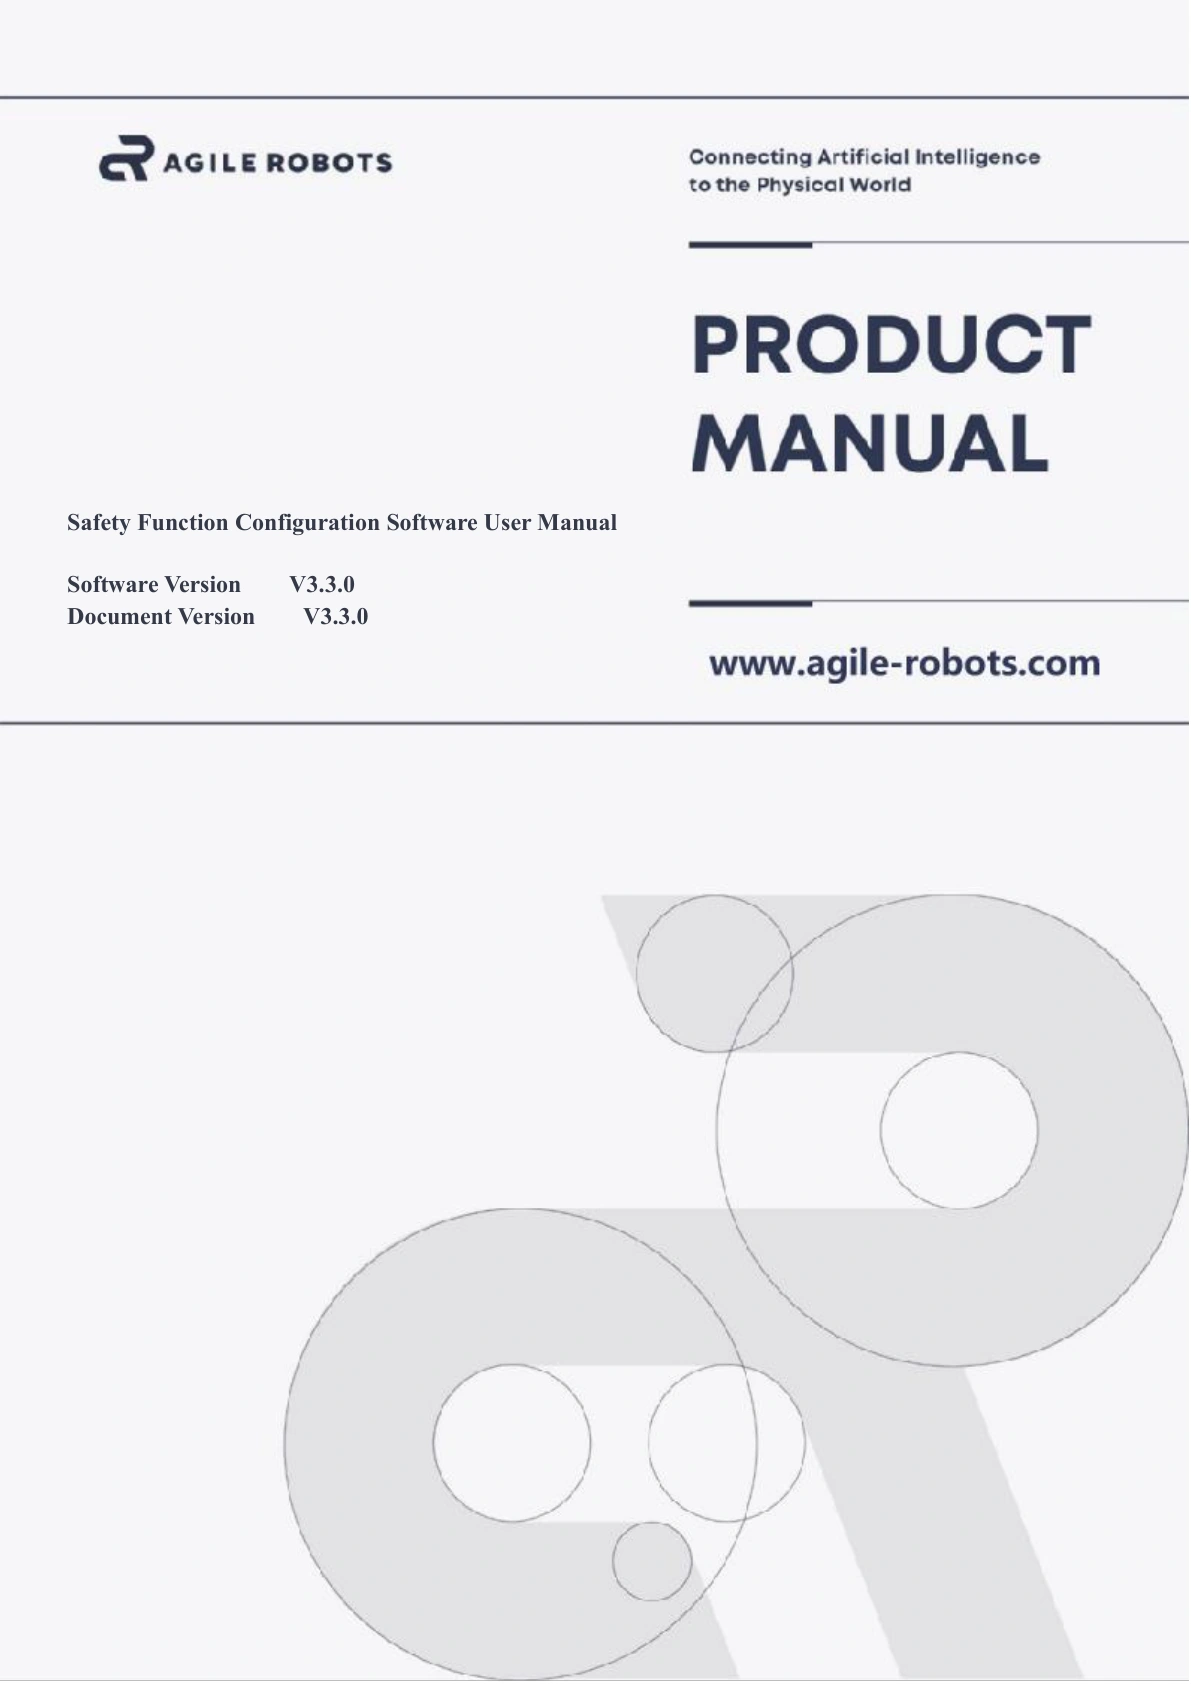 AGILE ROBOTS
Connecting Artificial Intelligence
to the Physical World
PRODUCT
MANUAL
Safety Function Configuration Software User Manual
Software Version V3.3.0
Document Version V3.3.0
www.agile-robots.com